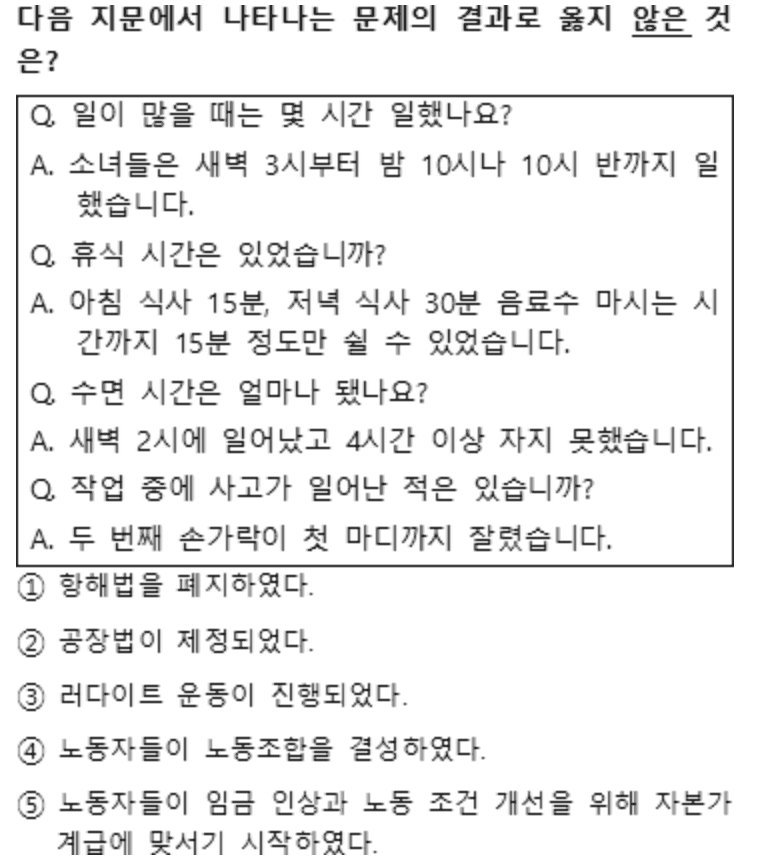 다음 지문에서 나타나는 문제의 결과로 옳지 않은 것
은?
Q. 일이 많을 때는 몇 시간 일했나요?
A. 소녀들은 새벽 3시부터 밤 10시나 10시 반까지 일
했습니다.
Q. 휴식 시간은 있었습니까?
A. 아침 식사 15분, 저녁 식사 30분 음료수 마시는 시
간까지 15분 정도만 쉴 수 있었습니다.
Q. 수면 시간은 얼마나 됐나요?
A. 새벽 2시에 일어났고 4시간 이상 자지 못했습니다.
Q. 작업 중에 사고가 일어난 적은 있습니까?
A. 두 번째 손가락이 첫 마디까지 잘렸습니다.
① 항해법을 폐지하였다.
② 공장법이 제정되었다.
③ 러다이트 운동이 진행되었다.
④ 노동자들이 노동조합을 결성하였다.
⑤ 노동자들이 임금 인상과 노동 조건 개선을 위해 자본가
계급에 맞서기 시작하였다.